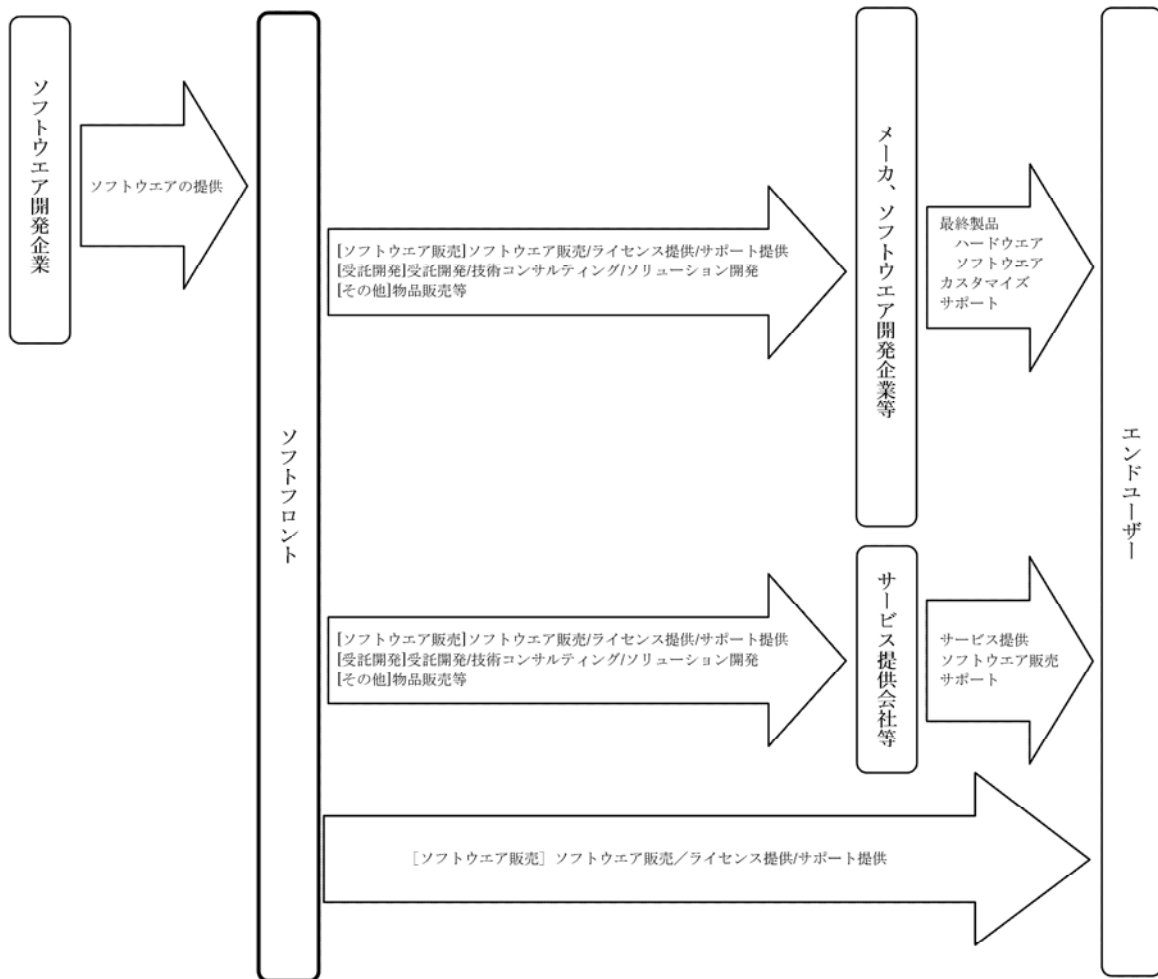 ソフトウエア開発企業
ソフトウエアの提供
ソフトフロント
[ソフトウエア販売]ソフトウエア販売/ライセンス提供/サポート提供
[受託開発]受託開発/技術コンサルティング/ソリューション開発
[その他]物品販売等
メーカ、ソフトウエア開発企業等
最終製品
ハードウエア
ソフトウエア
カスタマイズ
サポート
[ソフトウエア販売]ソフトウエア販売/ライセンス提供/サポート提供
[受託開発]受託開発/技術コンサルティング/ソリューション開発
[その他]物品販売等
サービス提供会社等
サービス提供
ソフトウエア販売
サポート
［ソフトウエア販売］ソフトウエア販売／ライセンス提供/サポート提供
エンドユーザー